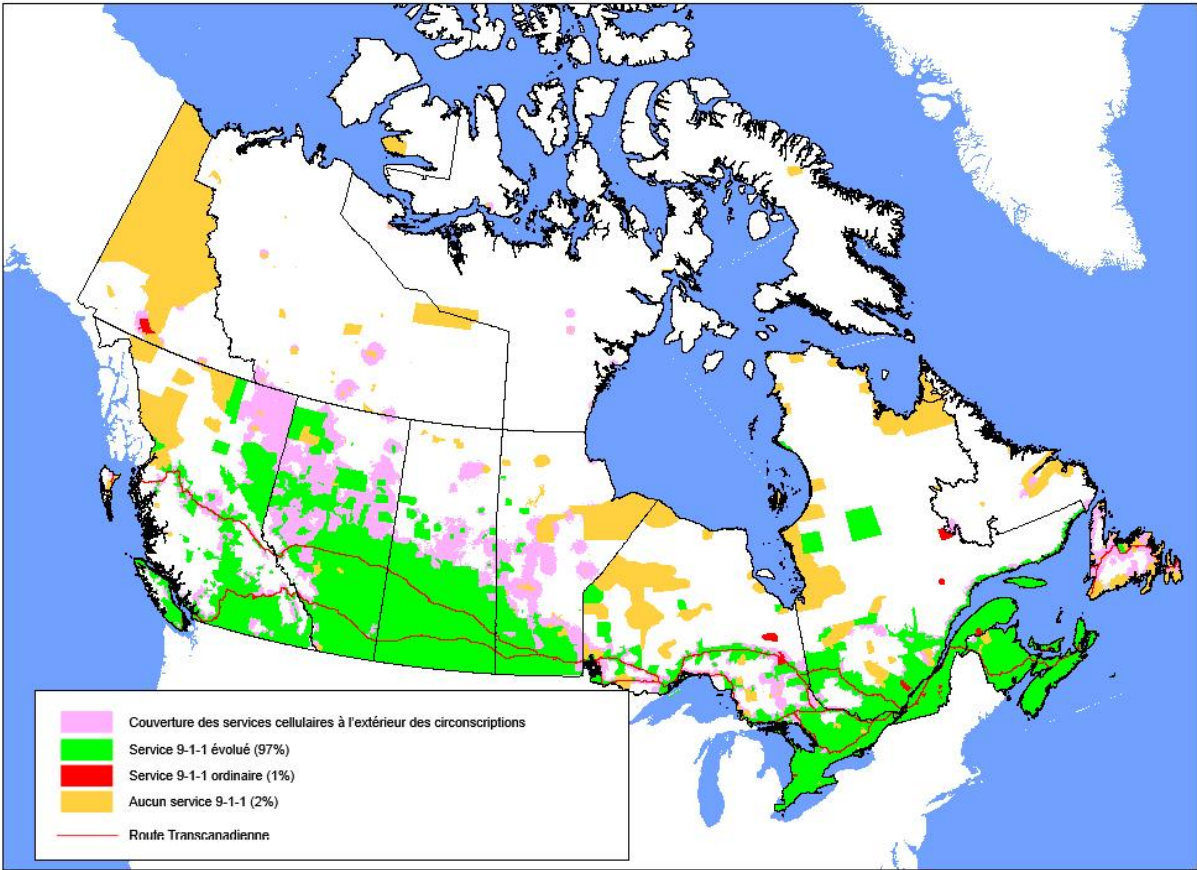 Couverture des services cellulaires à l'extérieur des circonscriptions
Service 9-1-1 évolué (97%)
Service 9-1-1 ordinaire (1%)
Aucun service 9-1-1 (2%)
Route Transcanadienne